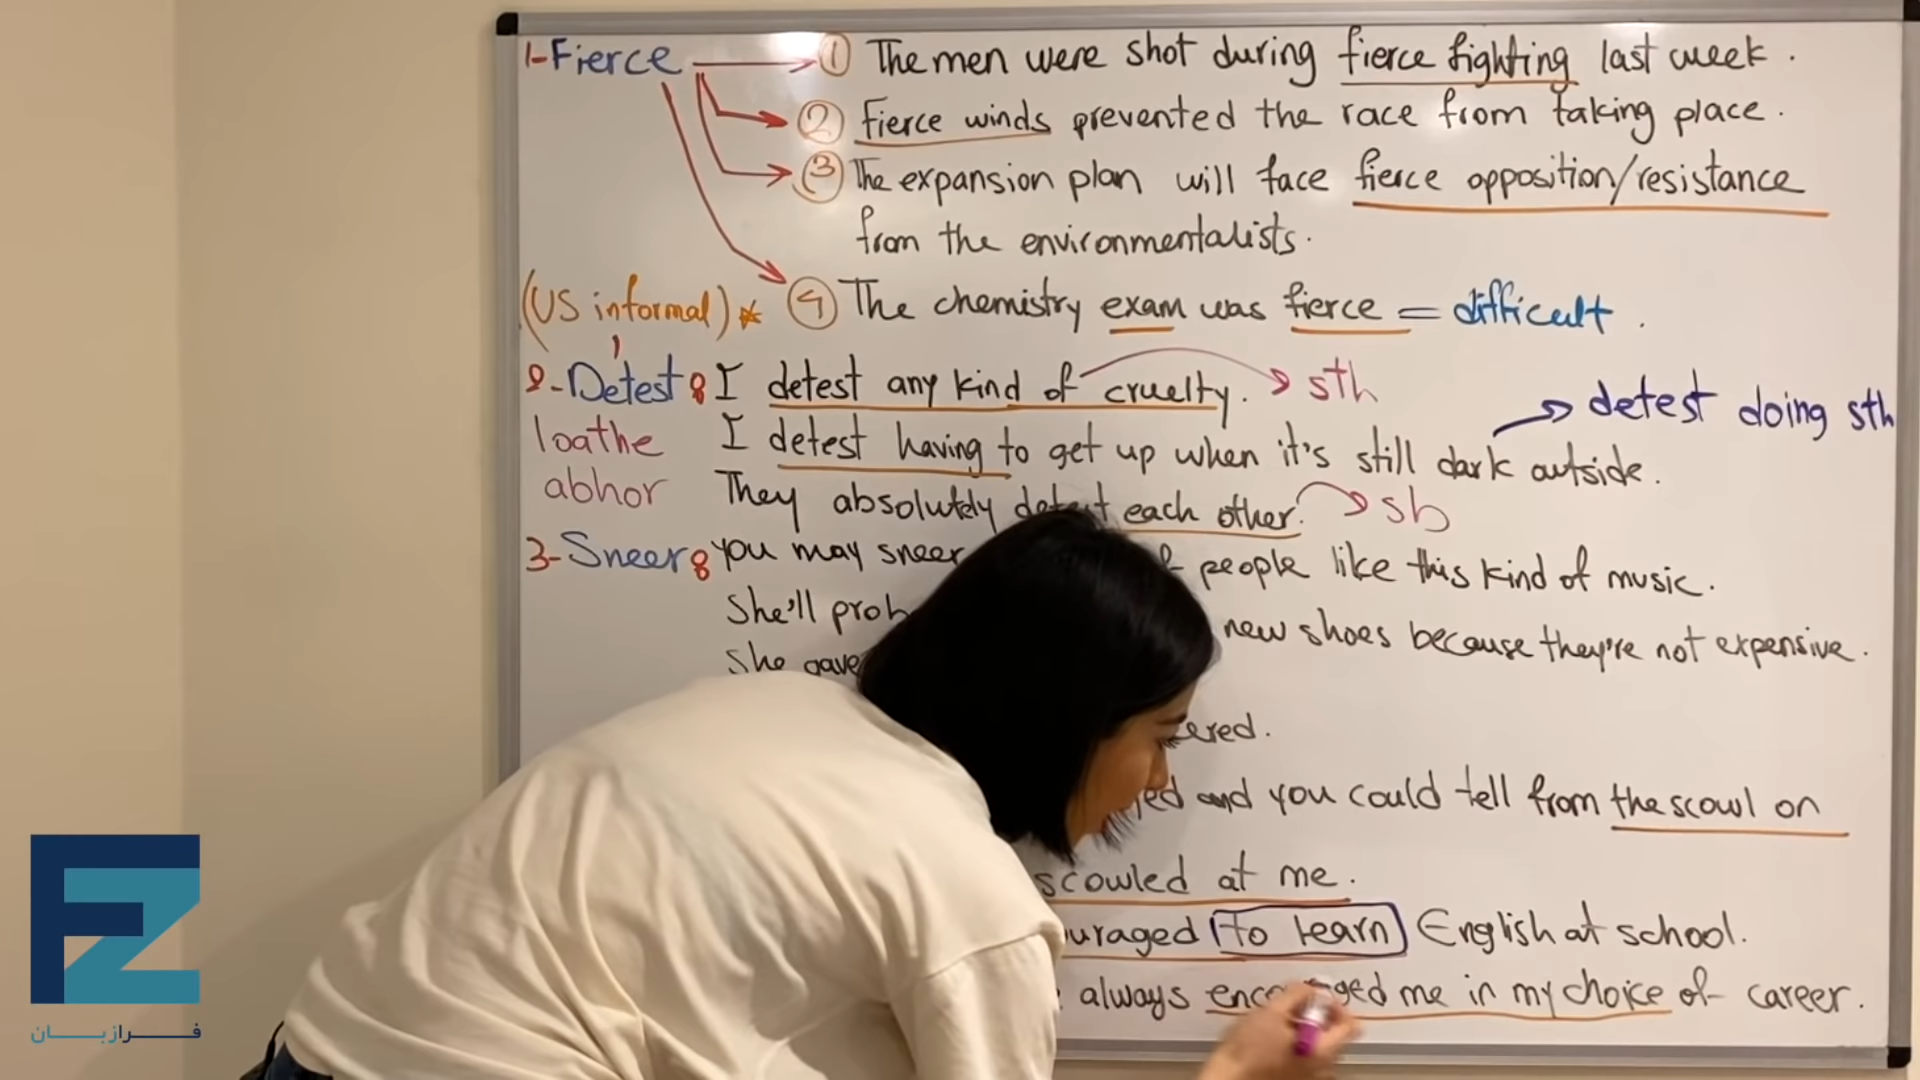 1-Fierce ① The men were shot during fierce fighting last week.
② fierce winds prevented the race from taking place.
③ The expansion plan will face fierce opposition/resistance
from the environmentalists.
(US informal) * ④ The chemistry exam was fierce = difficult.
2-Detest: I detest any kind of cruelty. → sth
→ detest doing sth
loathe I detest having to get up when it's still dark outside.
abhor They absolutely detest each other. → sb
3-Sneer: you may sneer people like this kind of music.
She'll new shoes because they're not expensive.
She gave
and you could tell from the scowl on
scowled at me.
to learn English at school.
always encouraged me in my choice of career.
FZ
فرازبان